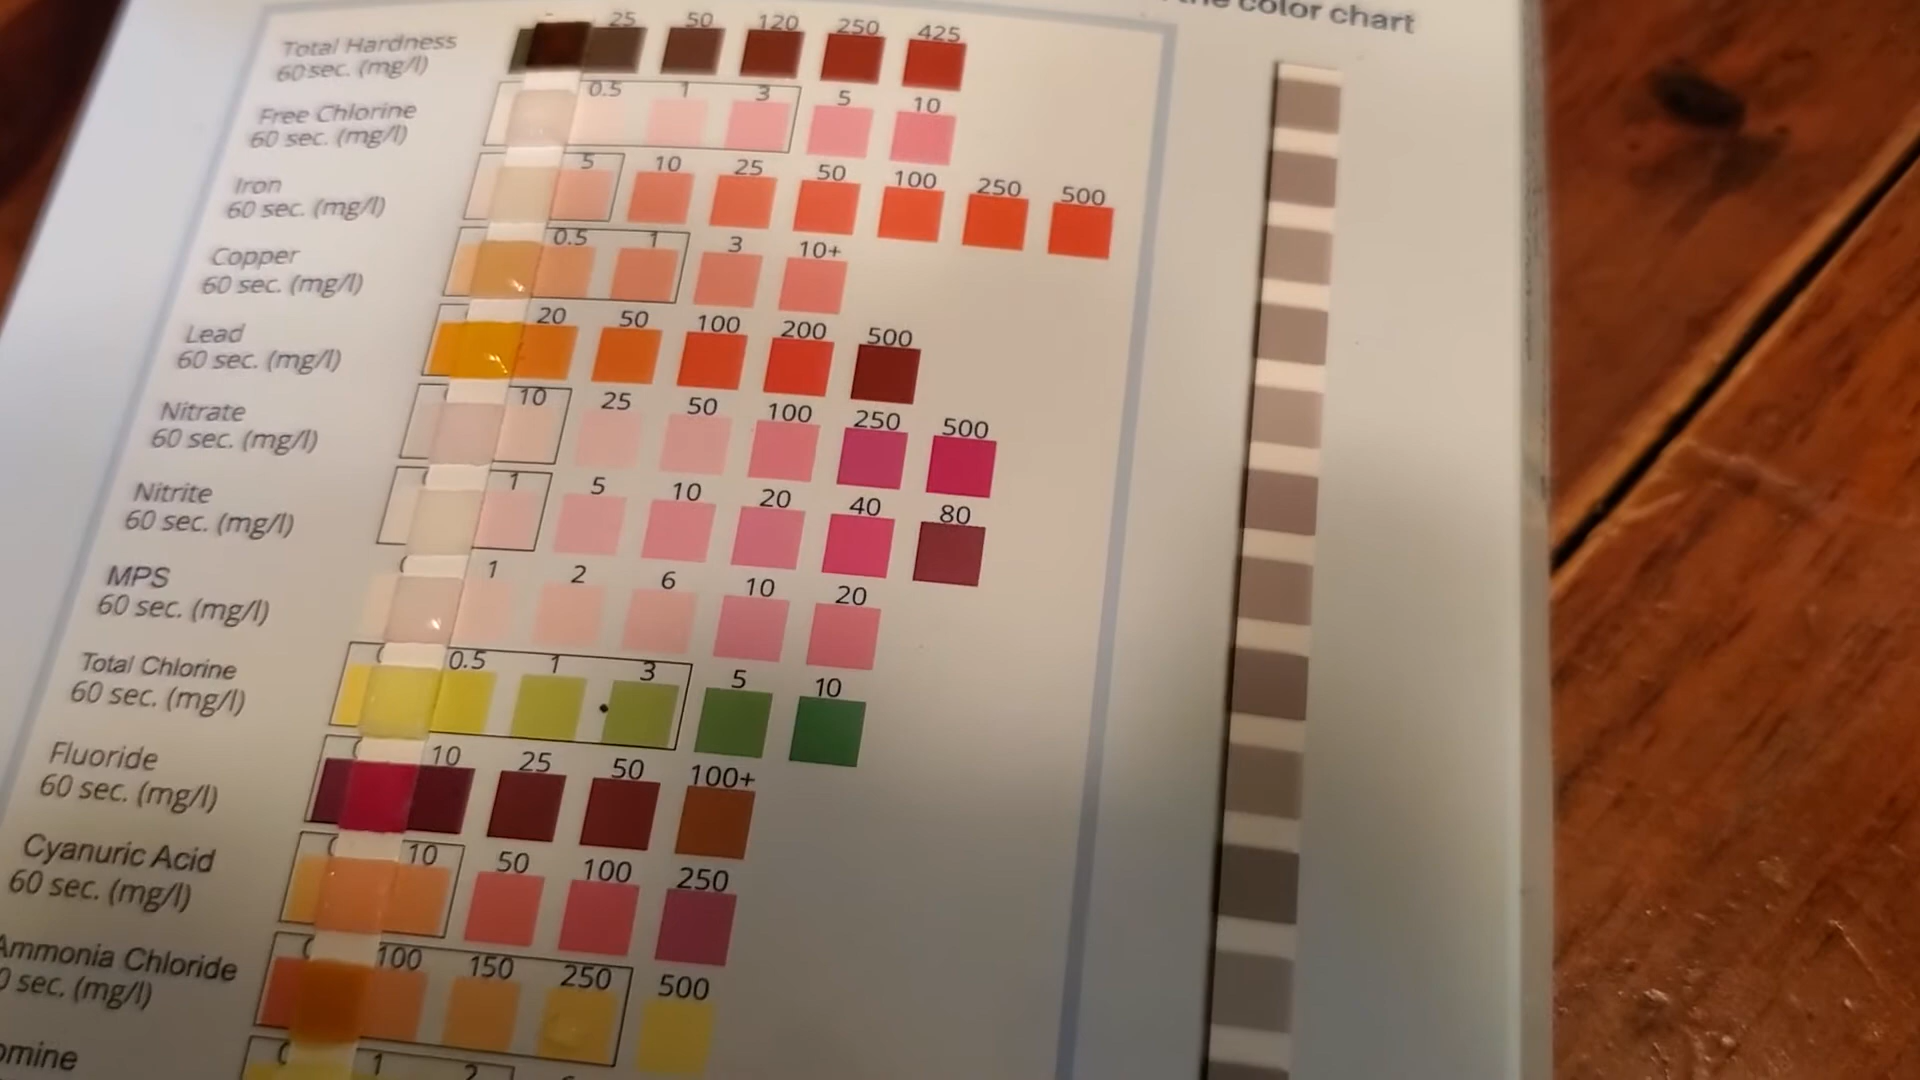 color chart
25 50 120 250 425
Total Hardness
60 sec. (mg/l)
0.5 1 3 5 10
Free Chlorine
60 sec. (mg/l)
5 10 25 50 100 250 500
Iron
60 sec. (mg/l)
0.5 1 3 10+
Copper
60 sec. (mg/l)
20 50 100 200 500
Lead
60 sec. (mg/l)
10 25 50 100 250 500
Nitrate
60 sec. (mg/l)
1 5 10 20 40 80
Nitrite
60 sec. (mg/l)
1 2 6 10 20
MPS
60 sec. (mg/l)
0.5 1 3 5 10
Total Chlorine
60 sec. (mg/l)
10 25 50 100+
Fluoride
60 sec. (mg/l)
10 50 100 250
Cyanuric Acid
60 sec. (mg/l)
100 150 250 500
Ammonia Chloride
sec. (mg/l)
1 2